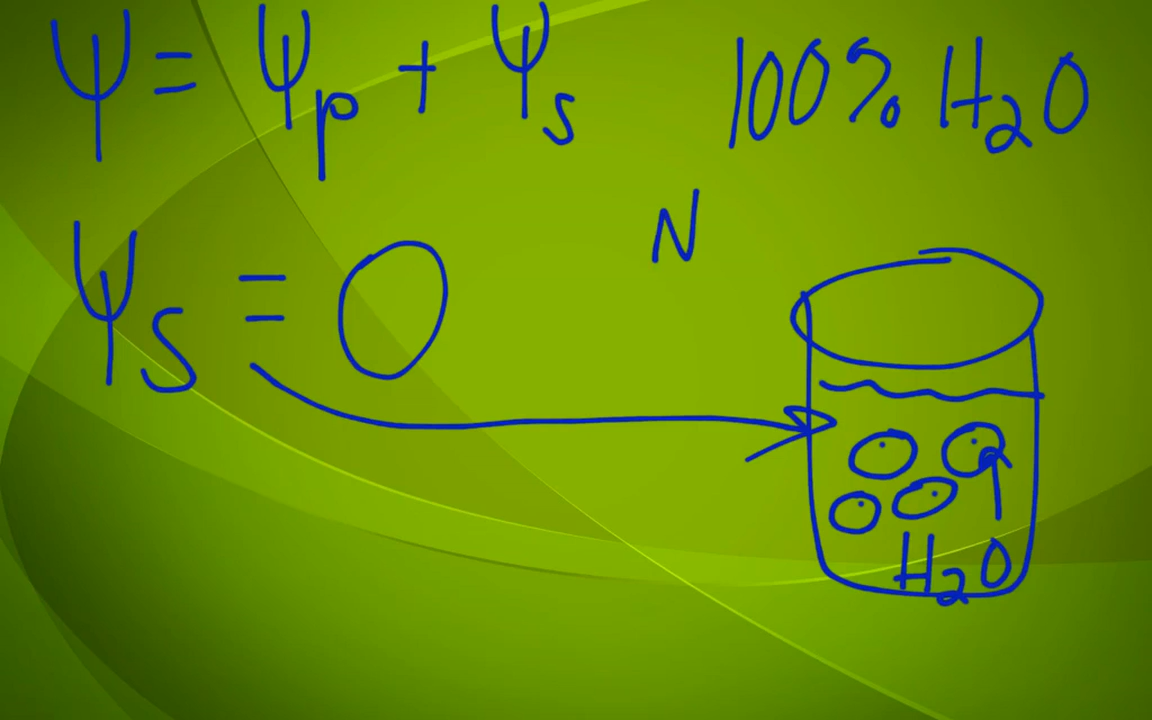 Ψ = Ψp + Ψs
100% H2O
N
Ψs = 0
H2O